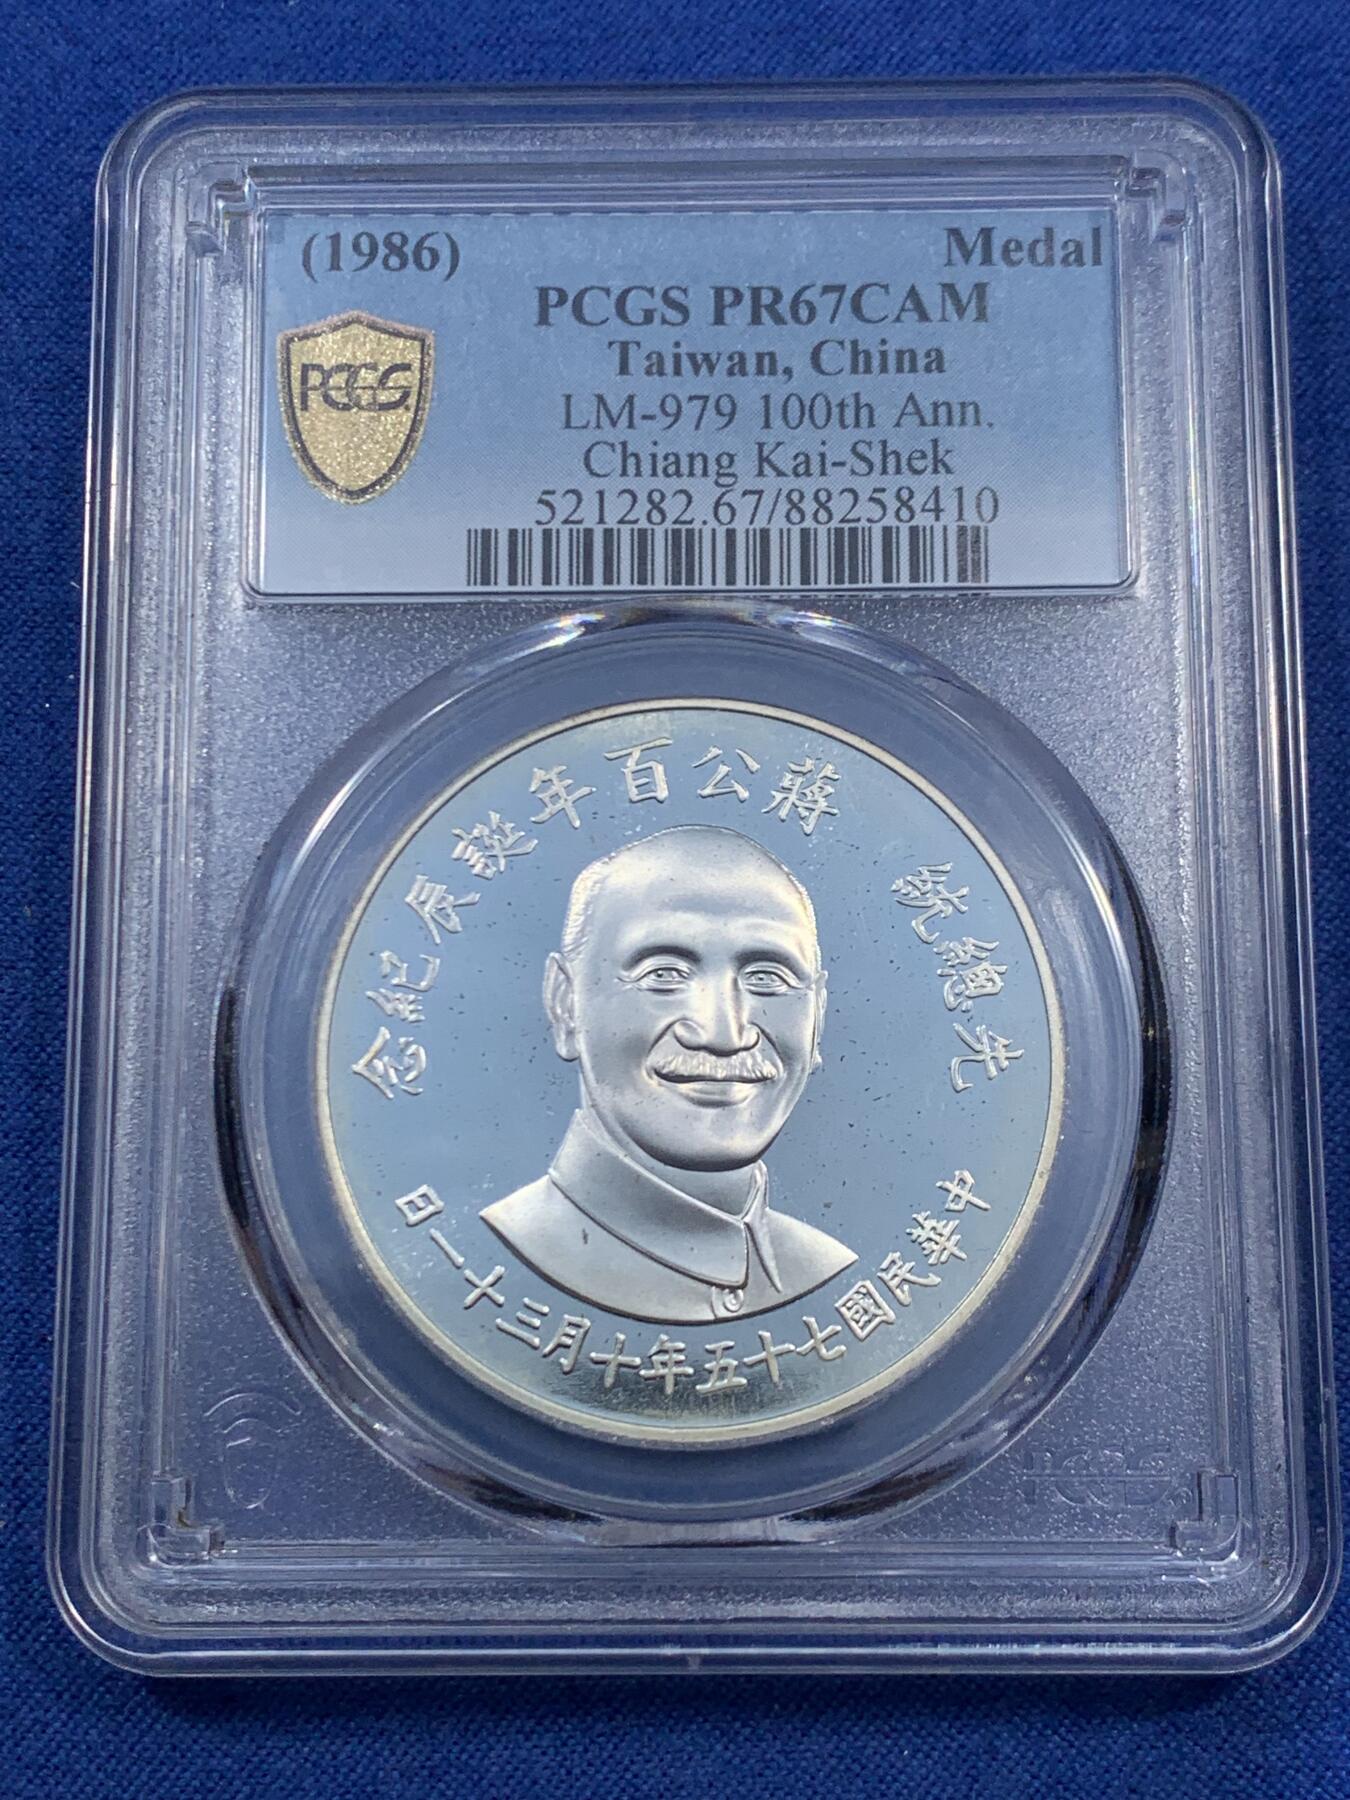 (1986) Medal
PCGS PR67CAM
Taiwan, China
LM-979 100th Ann.
Chiang Kai-Shek
521282.67/88258410
PCGS
先總統 蔣公百年誕辰紀念
中華民國七十五年十月三十一日
PCGS